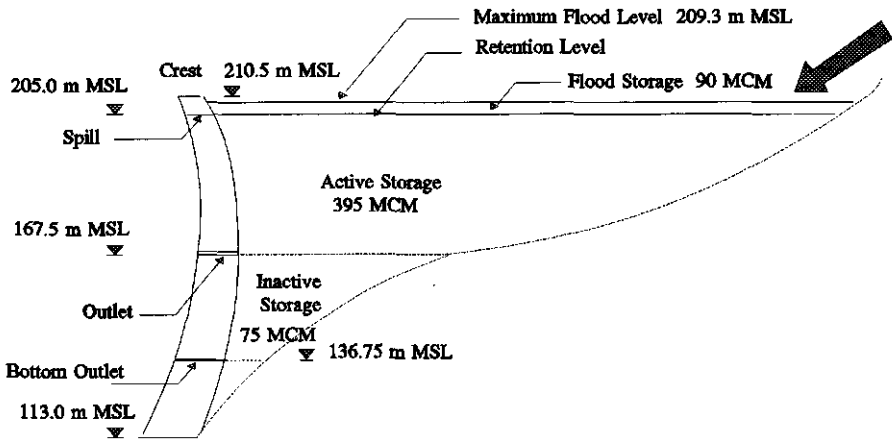 Maximum Flood Level 209.3 m MSL
Retention Level
Crest 210.5 m MSL
Flood Storage 90 MCM
205.0 m MSL
Spill
Active Storage
395 MCM
167.5 m MSL
Inactive
Storage
75 MCM
Outlet
136.75 m MSL
Bottom Outlet
113.0 m MSL